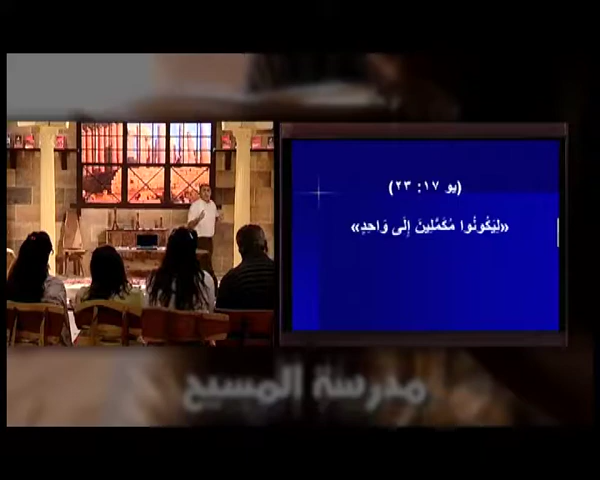 (يو ١٧: ٢٣)
«لِيَكُونُوا مُكَمَّلِينَ إِلَى وَاحِدٍ»
مدرسة المسيح